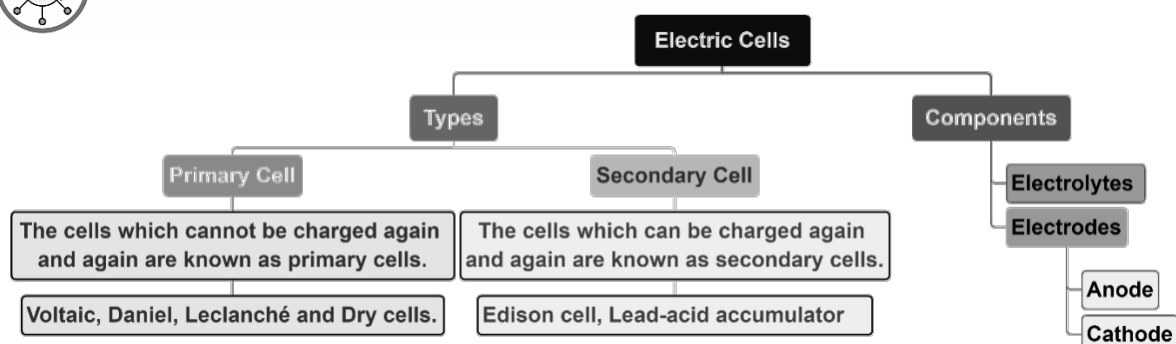 Electric Cells
Types
Components
Primary Cell
Secondary Cell
Electrolytes
Electrodes
The cells which cannot be charged again
and again are known as primary cells.
The cells which can be charged again
and again are known as secondary cells.
Anode
Voltaic, Daniel, Leclanché and Dry cells.
Edison cell, Lead-acid accumulator
Cathode